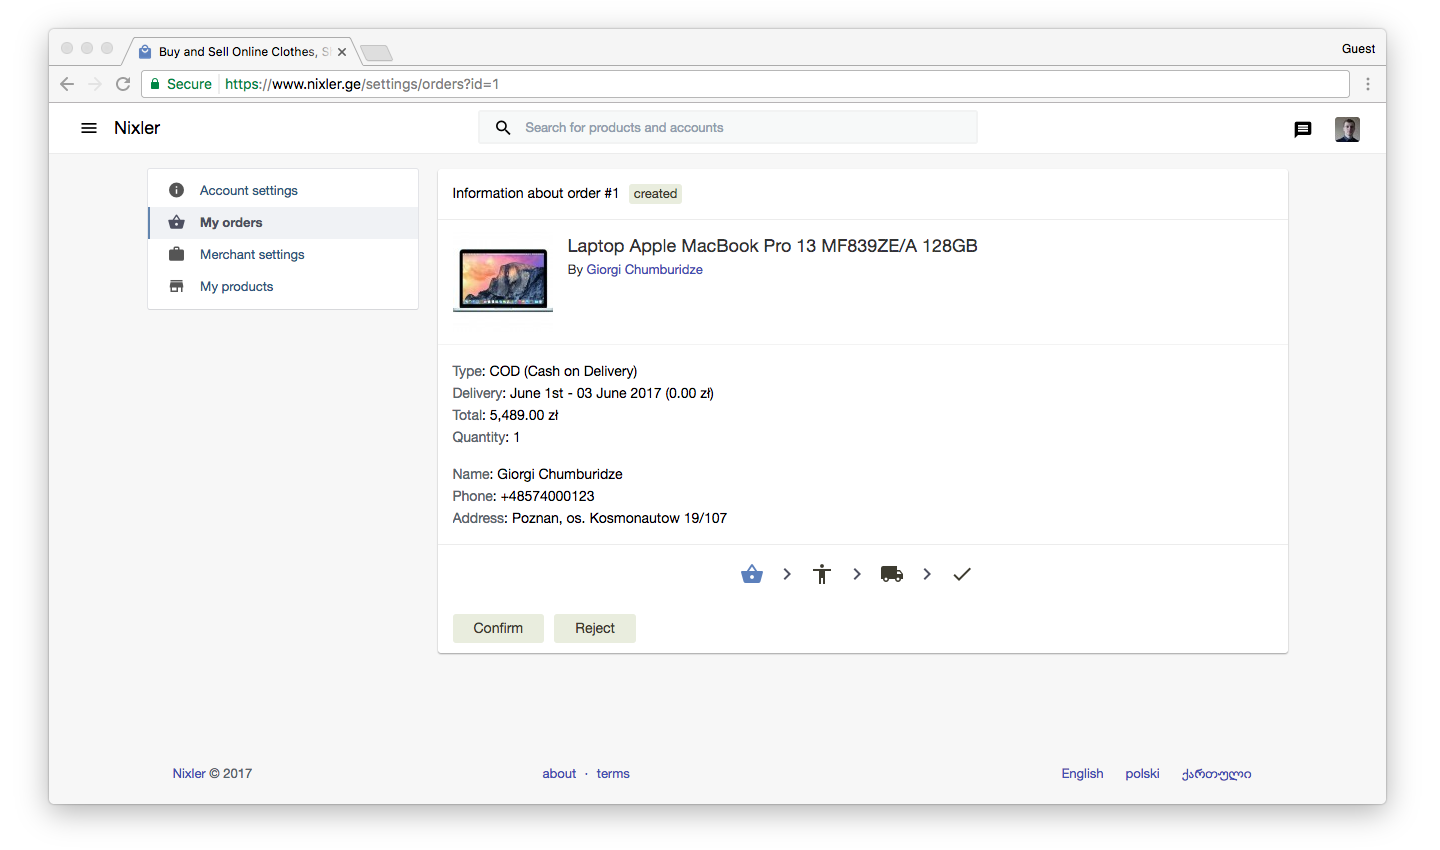 Buy and Sell Online Clothes, S
Guest
Secure https://www.nixler.ge/settings/orders?id=1
Nixler
Search for products and accounts
Account settings
My orders
Merchant settings
My products
Information about order #1 created
Laptop Apple MacBook Pro 13 MF839ZE/A 128GB
By Giorgi Chumburidze
Type: COD (Cash on Delivery)
Delivery: June 1st - 03 June 2017 (0.00 zł)
Total: 5,489.00 zł
Quantity: 1
Name: Giorgi Chumburidze
Phone: +48574000123
Address: Poznan, os. Kosmonautow 19/107
Confirm Reject
Nixler © 2017 about · terms English polski ქართული